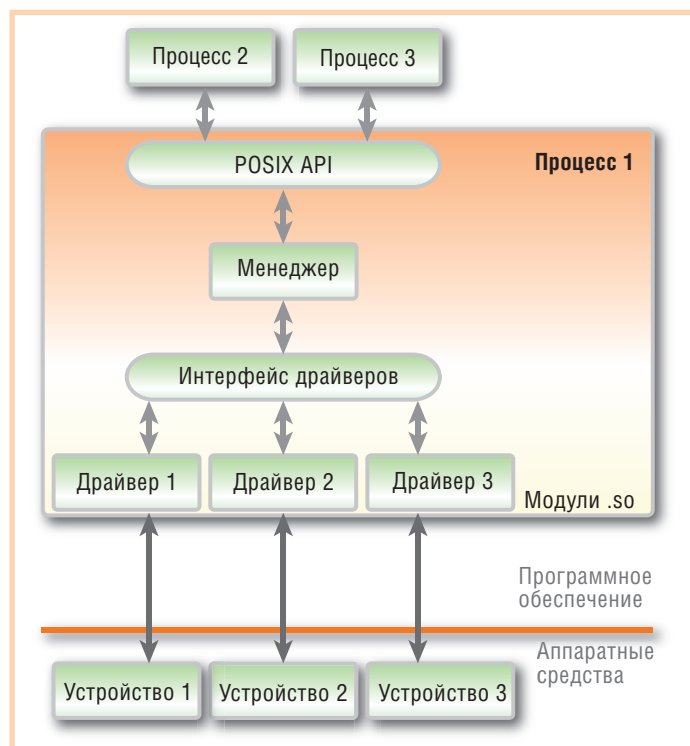 Процесс 2
Процесс 3
POSIX API
Процесс 1
Менеджер
Интерфейс драйверов
Драйвер 1
Драйвер 2
Драйвер 3
Модули .so
Программное
обеспечение
Аппаратные
средства
Устройство 1
Устройство 2
Устройство 3